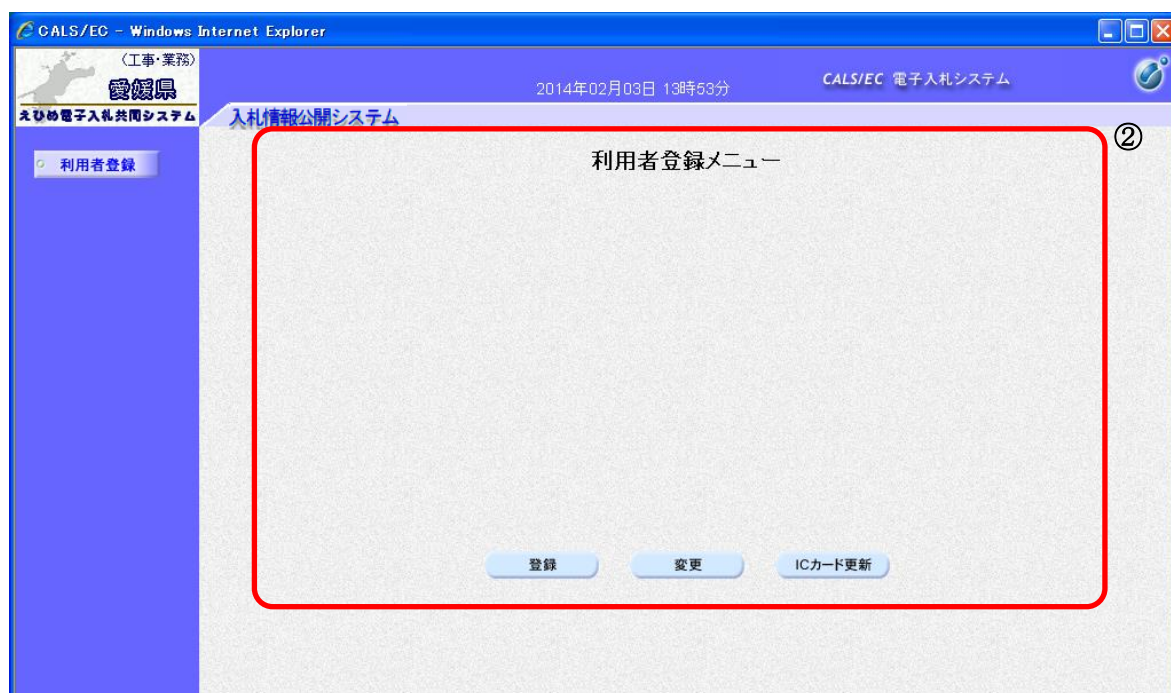 CALS/EC - Windows Internet Explorer
(工事・業務)
愛媛県
えひめ電子入札共同システム
2014年02月03日 13時53分
CALS/EC 電子入札システム
入札情報公開システム
②
利用者登録
利用者登録メニュー
登録
変更
ICカード更新